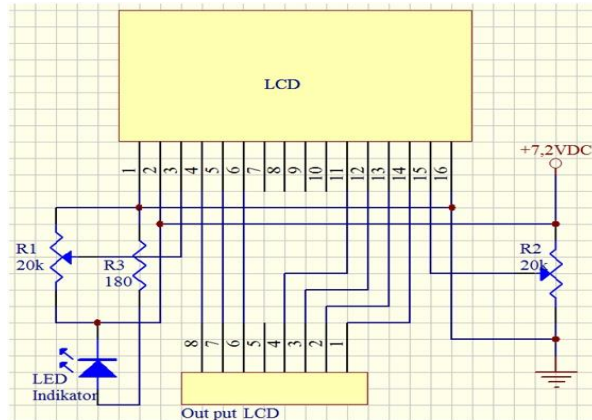 LCD
1 2 3 4 5 6 7 8 9 10 11 12 13 14 15 16
+7,2VDC
R1
20k
R3
180
R2
20k
8 7 6 5 4 3 2 1
LED
Indikator
Out put LCD